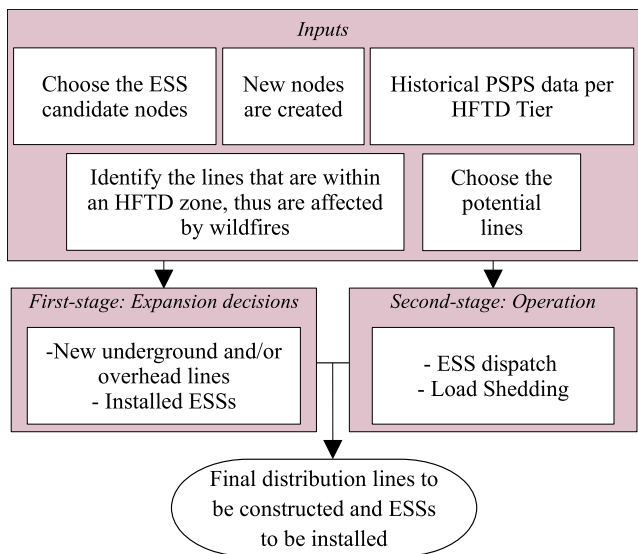 Inputs
Choose the ESS
candidate nodes
New nodes
are created
Historical PSPS data per
HFTD Tier
Identify the lines that are within
an HFTD zone, thus are affected
by wildfires
Choose the
potential
lines
First-stage: Expansion decisions
-New underground and/or
overhead lines
- Installed ESSs
Second-stage: Operation
- ESS dispatch
- Load Shedding
Final distribution lines to
be constructed and ESSs
to be installed